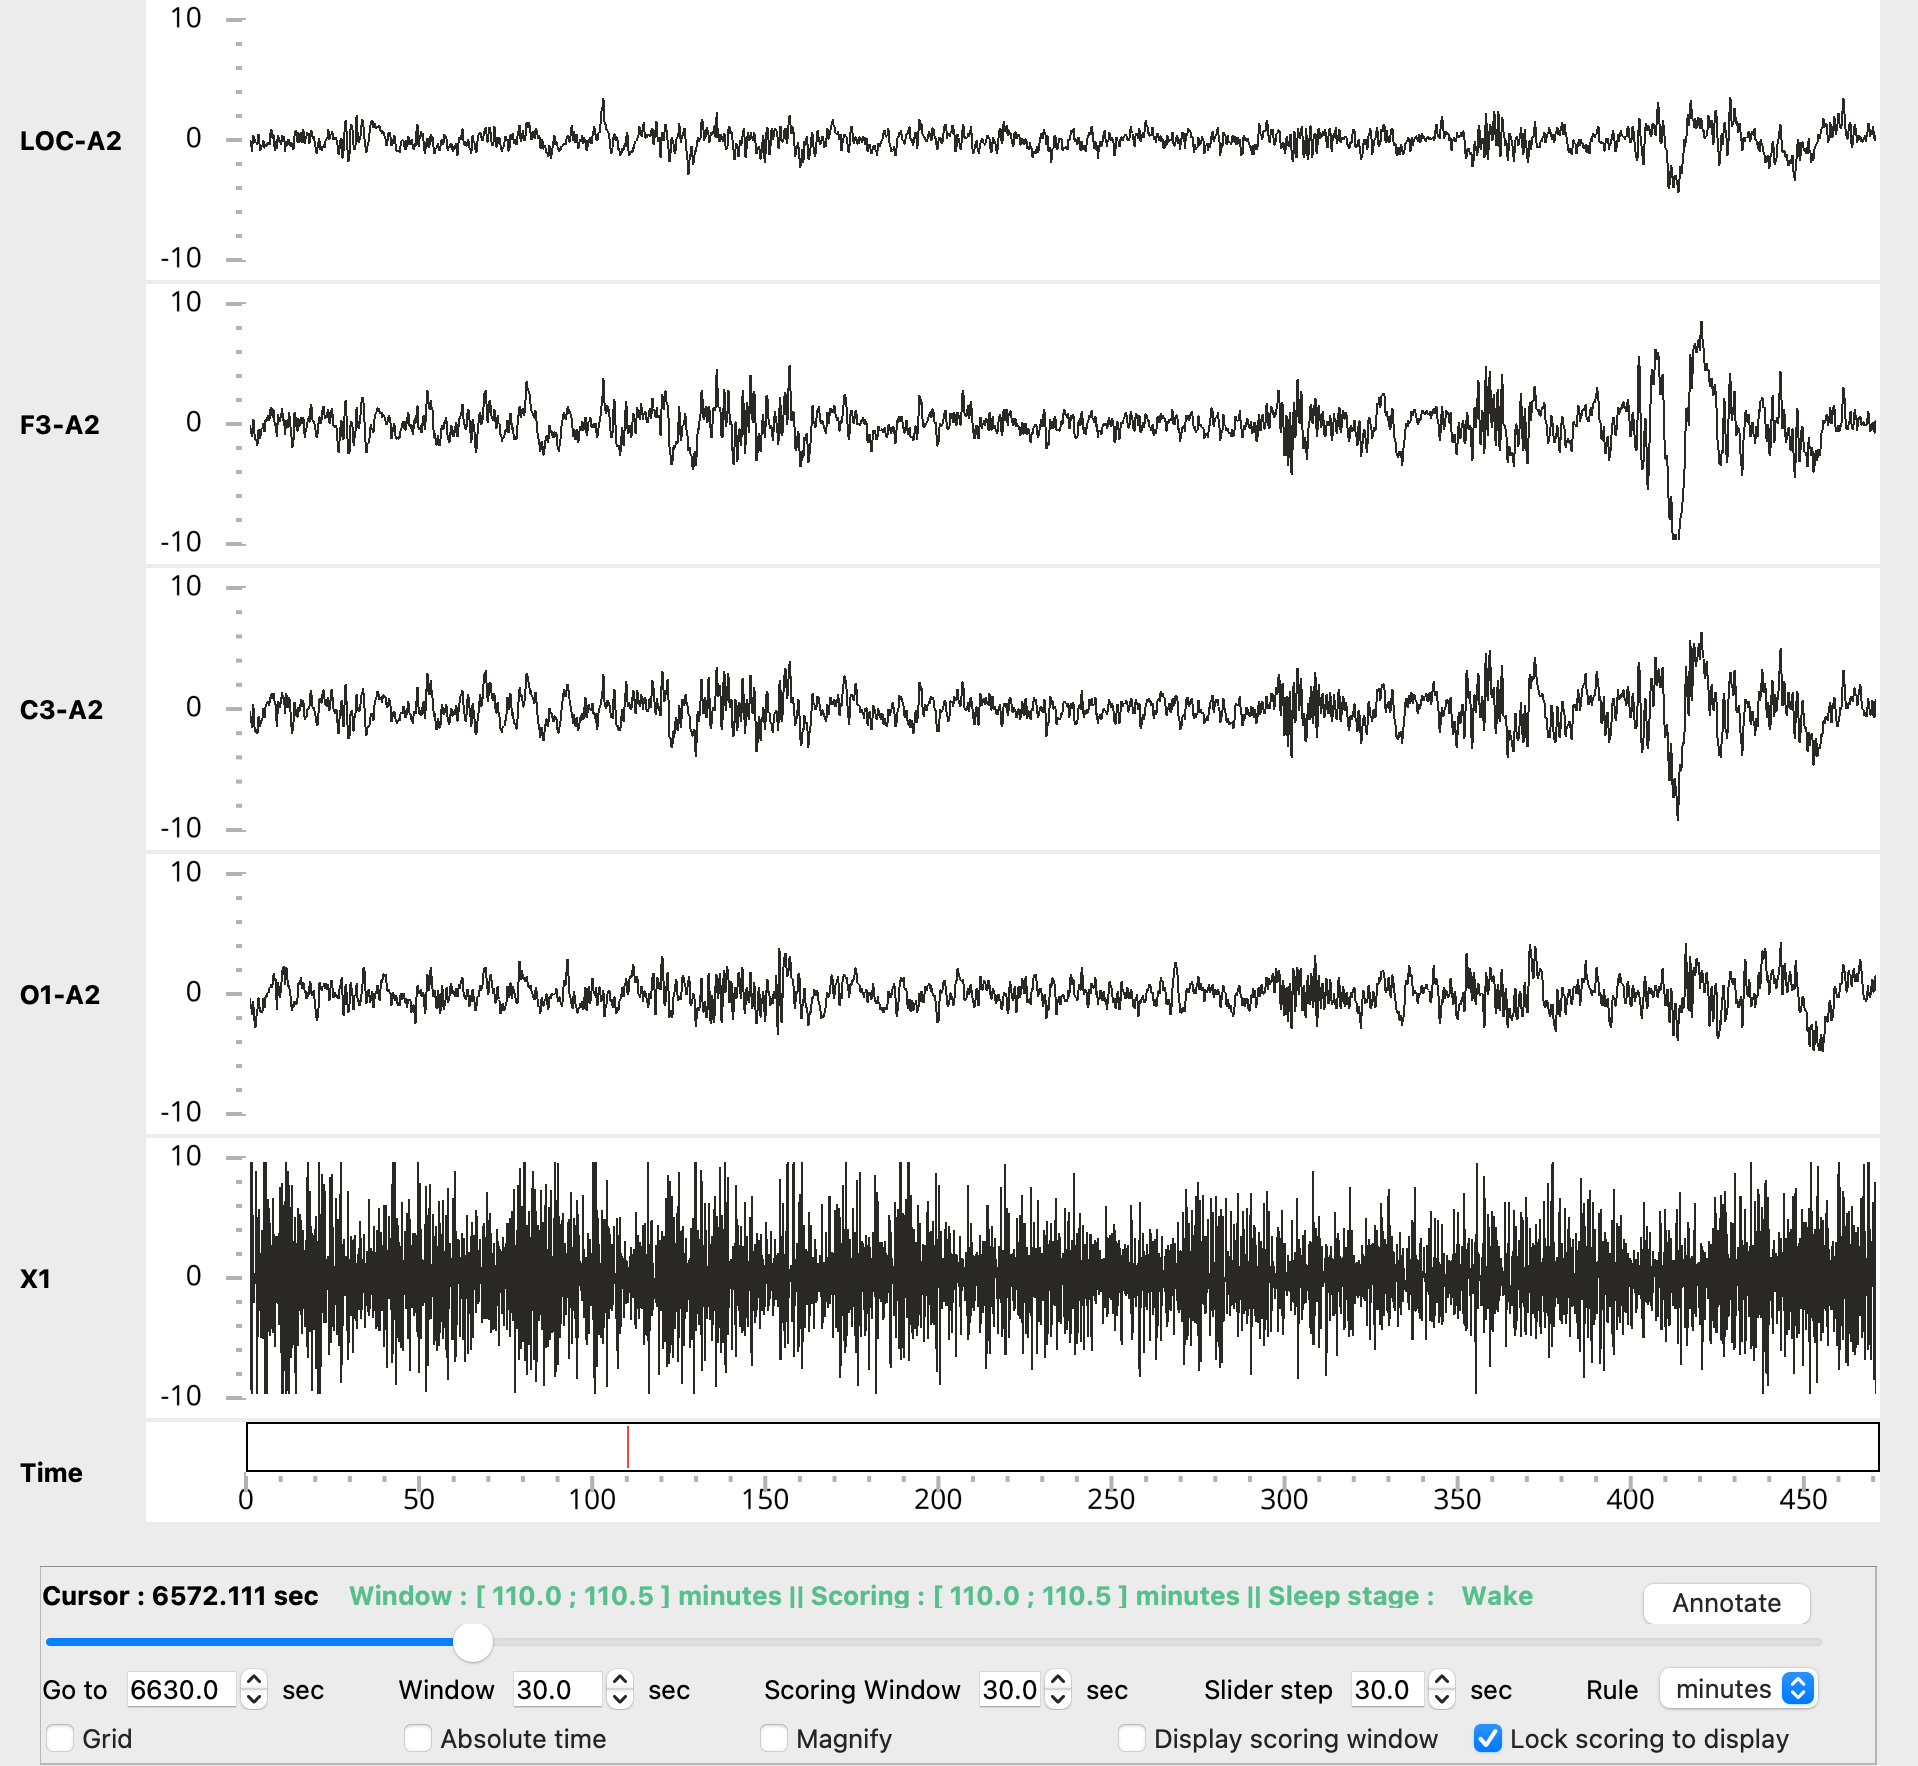 10
LOC-A2
0
-10
10
F3-A2
0
-10
10
C3-A2
0
-10
10
O1-A2
0
-10
10
X1
0
-10
Time
0 50 100 150 200 250 300 350 400 450
Cursor : 6572.111 sec Window : [ 110.0 ; 110.5 ] minutes || Scoring : [ 110.0 ; 110.5 ] minutes || Sleep stage : Wake Annotate
Go to 6630.0 sec Window 30.0 sec Scoring Window 30.0 sec Slider step 30.0 sec Rule minutes
Grid Absolute time Magnify Display scoring window Lock scoring to display